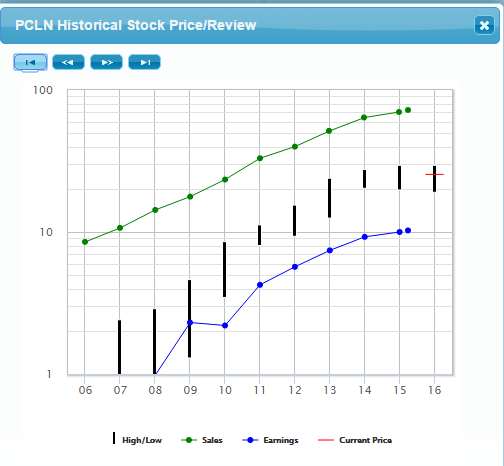 PCLN Historical Stock Price/Review
100
10
1
06 07 08 09 10 11 12 13 14 15 16
High/Low Sales Earnings Current Price